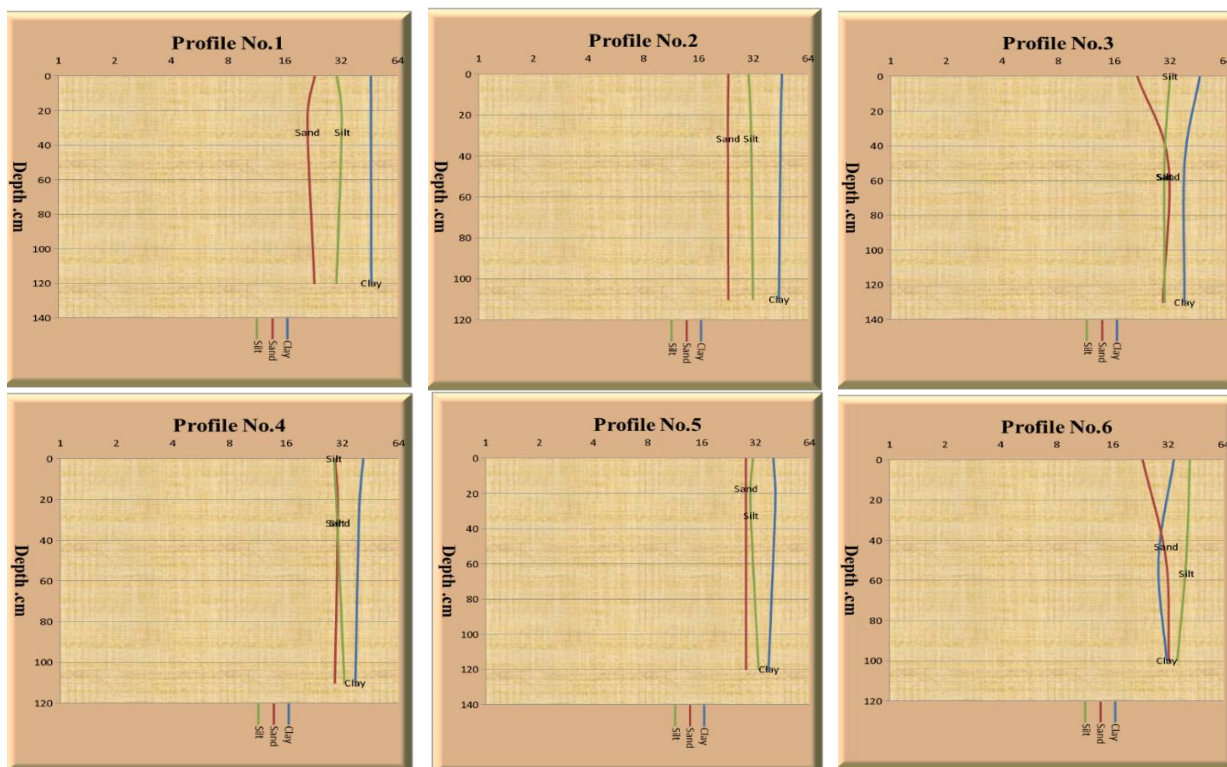 Profile No.1
1 2 4 8 16 32 64
0
20
Sand Silt
40
60
80
100
120
Clay
140
Depth .cm
Silt
Sand
Clay
Profile No.2
1 2 4 8 16 32 64
0
20
Sand Silt
40
60
80
100
Clay
120
Depth .cm
Silt
Sand
Clay
Profile No.3
1 2 4 8 16 32 64
0
Silt
20
40
60
Sand
80
100
120
Clay
140
Depth .cm
Silt
Sand
Clay
Profile No.4
1 2 4 8 16 32 64
0
Silt
20
40
60
80
100
Clay
120
Depth .cm
Silt
Sand
Clay
Profile No.5
1 2 4 8 16 32 64
0
Sand
20
Silt
40
60
80
100
120
Clay
140
Depth .cm
Silt
Sand
Clay
Profile No.6
1 2 4 8 16 32 64
0
20
40
Sand
Silt
60
80
100
Clay
120
Depth .cm
Silt
Sand
Clay